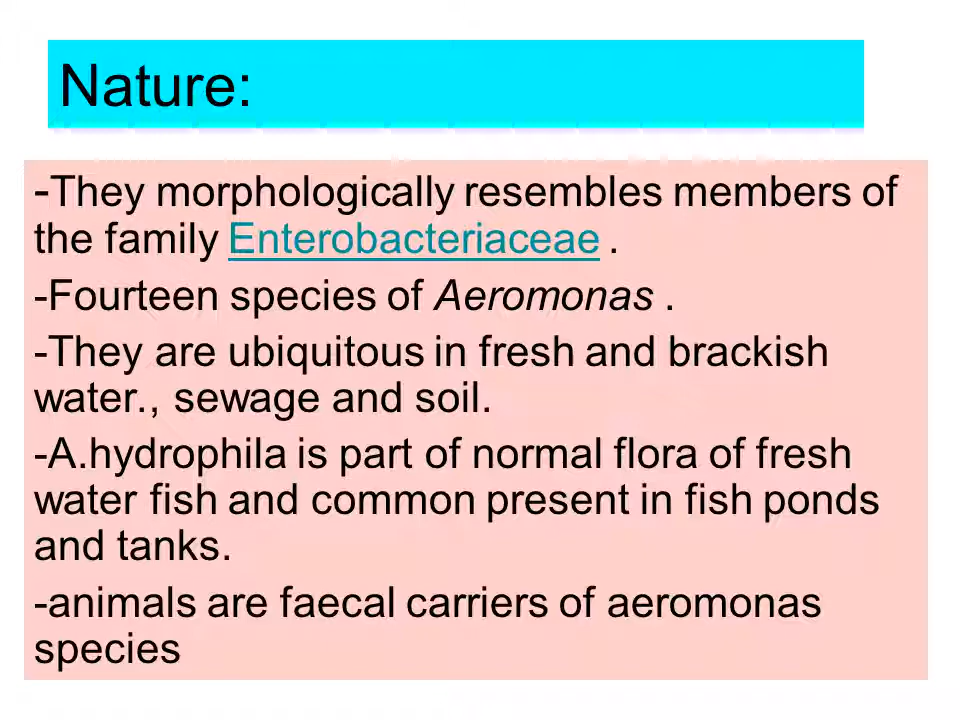 Nature:
-They morphologically resembles members of
the family Enterobacteriaceae .
-Fourteen species of Aeromonas .
-They are ubiquitous in fresh and brackish
water., sewage and soil.
-A.hydrophila is part of normal flora of fresh
water fish and common present in fish ponds
and tanks.
-animals are faecal carriers of aeromonas
species